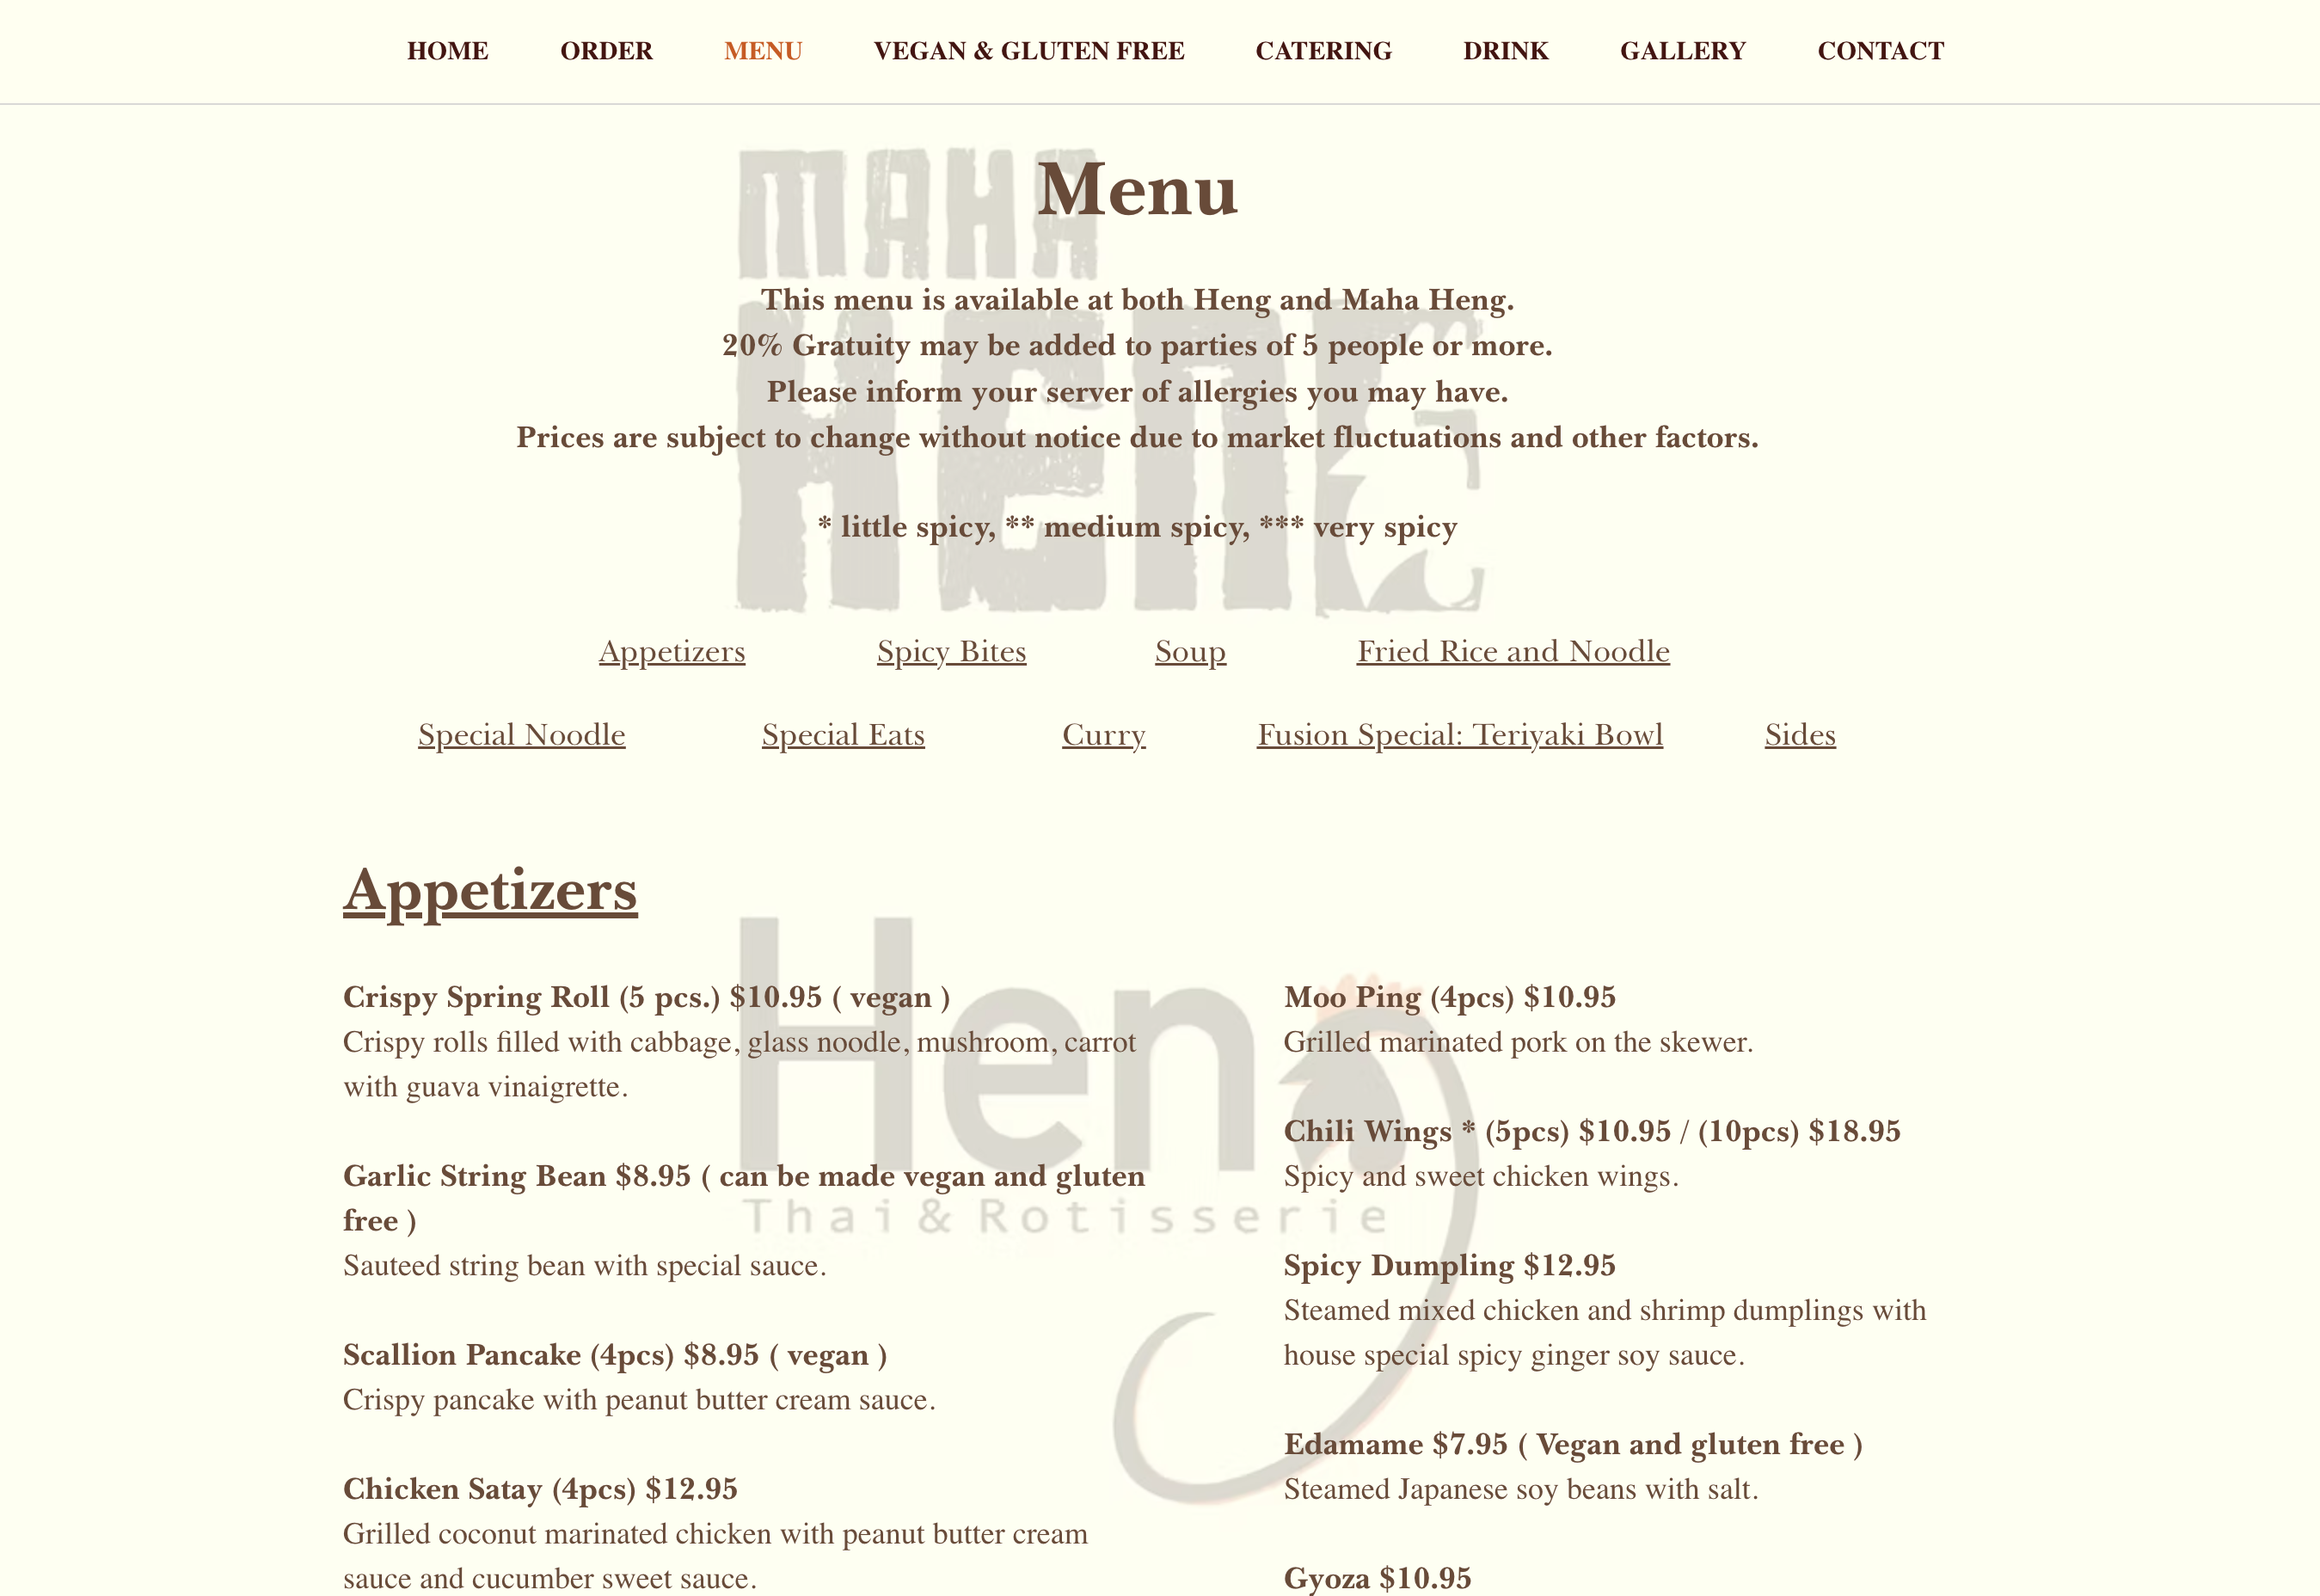 HOME ORDER MENU VEGAN & GLUTEN FREE CATERING DRINK GALLERY CONTACT
MAHA
HENG
Menu
This menu is available at both Heng and Maha Heng.
20% Gratuity may be added to parties of 5 people or more.
Please inform your server of allergies you may have.
Prices are subject to change without notice due to market fluctuations and other factors.
* little spicy, ** medium spicy, *** very spicy
Appetizers Spicy Bites Soup Fried Rice and Noodle
Special Noodle Special Eats Curry Fusion Special: Teriyaki Bowl Sides
Appetizers
Heng
Thai & Rotisserie
Crispy Spring Roll (5 pcs.) $10.95 ( vegan )
Crispy rolls filled with cabbage, glass noodle, mushroom, carrot
with guava vinaigrette.
Garlic String Bean $8.95 ( can be made vegan and gluten
free )
Sauteed string bean with special sauce.
Scallion Pancake (4pcs) $8.95 ( vegan )
Crispy pancake with peanut butter cream sauce.
Chicken Satay (4pcs) $12.95
Grilled coconut marinated chicken with peanut butter cream
sauce and cucumber sweet sauce.
Moo Ping (4pcs) $10.95
Grilled marinated pork on the skewer.
Chili Wings * (5pcs) $10.95 / (10pcs) $18.95
Spicy and sweet chicken wings.
Spicy Dumpling $12.95
Steamed mixed chicken and shrimp dumplings with
house special spicy ginger soy sauce.
Edamame $7.95 ( Vegan and gluten free )
Steamed Japanese soy beans with salt.
Gyoza $10.95